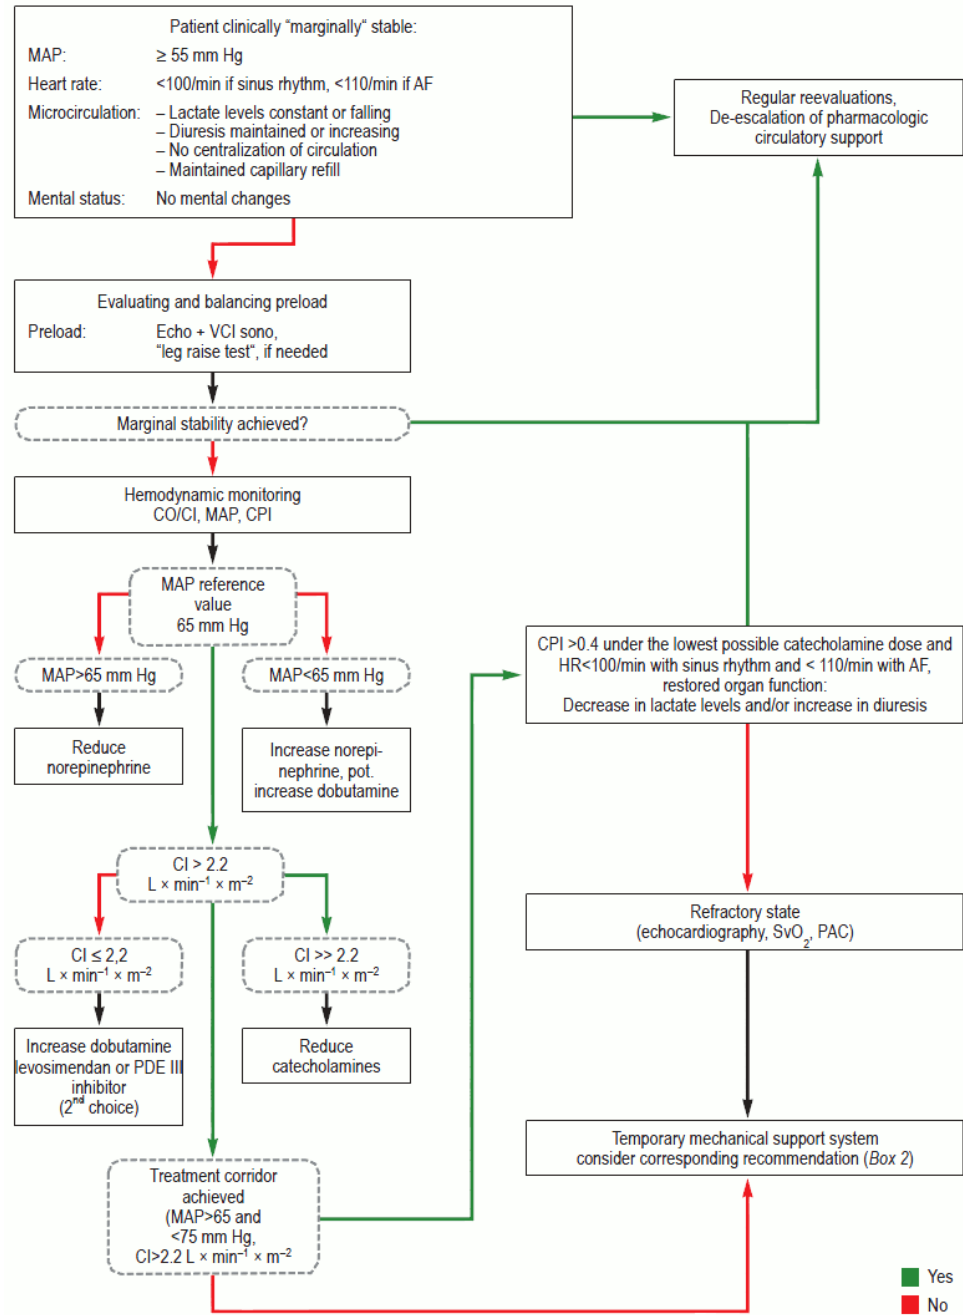 Patient clinically “marginally” stable:
MAP: ≥ 55 mm Hg
Heart rate: <100/min if sinus rhythm, <110/min if AF
Microcirculation: – Lactate levels constant or falling
– Diuresis maintained or increasing
– No centralization of circulation
– Maintained capillary refill
Mental status: No mental changes
Regular reevaluations,
De-escalation of pharmacologic
circulatory support
Evaluating and balancing preload
Preload: Echo + VCI sono,
“leg raise test“, if needed
Marginal stability achieved?
Hemodynamic monitoring
CO/CI, MAP, CPI
MAP reference
value
65 mm Hg
MAP>65 mm Hg
MAP<65 mm Hg
Reduce
norepinephrine
Increase norepi-
nephrine, pot.
increase dobutamine
CPI >0.4 under the lowest possible catecholamine dose and
HR<100/min with sinus rhythm and < 110/min with AF,
restored organ function:
Decrease in lactate levels and/or increase in diuresis
CI > 2.2
L × min⁻¹ × m⁻²
CI ≤ 2,2
L × min⁻¹ × m⁻²
CI >> 2.2
L × min⁻¹ × m⁻²
Increase dobutamine
levosimendan or PDE III
inhibitor
(2nd choice)
Reduce
catecholamines
Refractory state
(echocardiography, SvO₂, PAC)
Temporary mechanical support system
consider corresponding recommendation (Box 2)
Treatment corridor
achieved
(MAP>65 and
<75 mm Hg,
CI>2.2 L × min⁻¹ × m⁻²
Yes
No